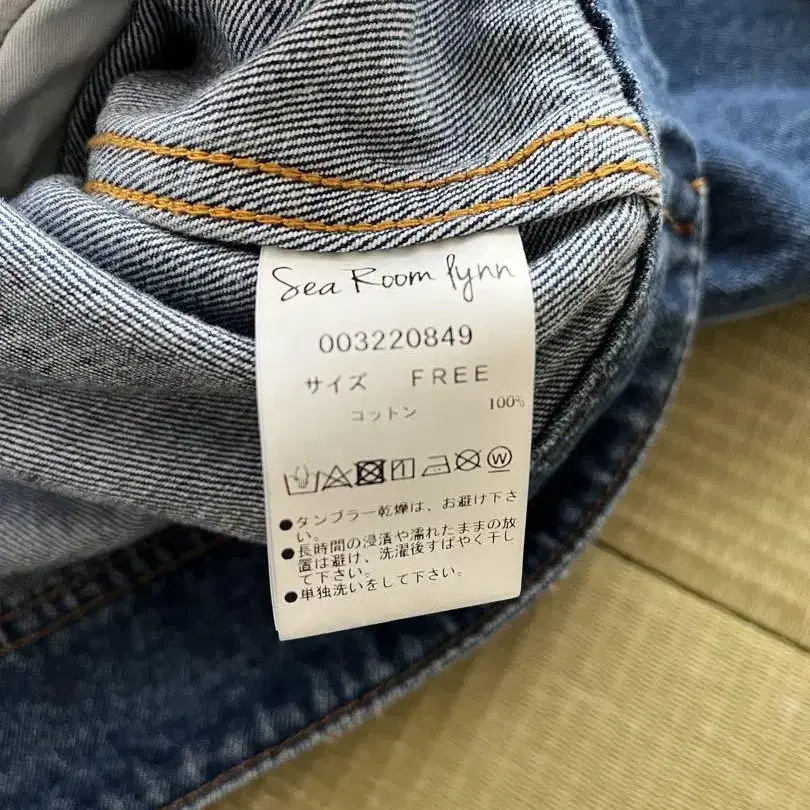 Sea Room lynn
003220849
サイズ FREE
コットン 100%
W
●タンブラー乾燥は、お避け下さ
い。
●長時間の浸漬や濡れたままの放
置は避け、洗濯後すばやく干し
て下さい。
●単独洗いをして下さい。